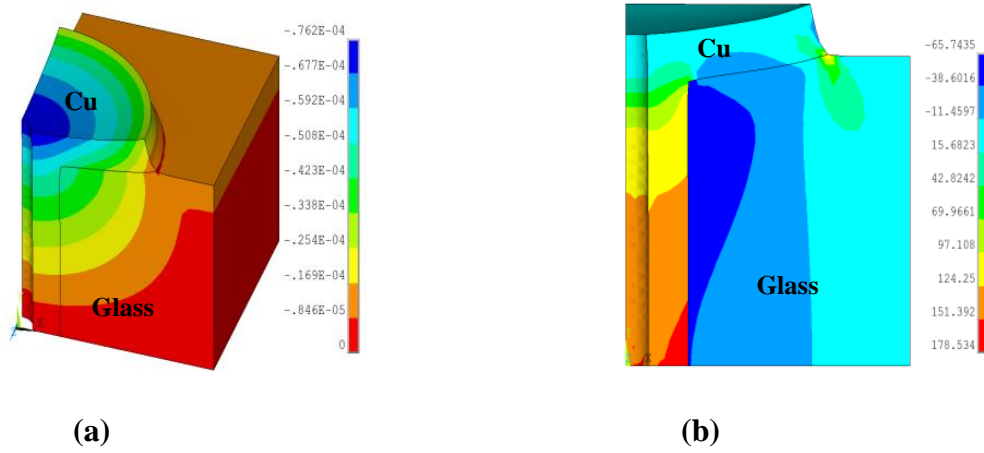 -.762E-04
-.677E-04
-.592E-04
-.508E-04
-.423E-04
-.338E-04
-.254E-04
-.169E-04
-.846E-05
0
Cu
Glass
Z
X
(a)
-65.7435
-38.6016
-11.4597
15.6823
42.8242
69.9661
97.108
124.25
151.392
178.534
Cu
Glass
X
(b)